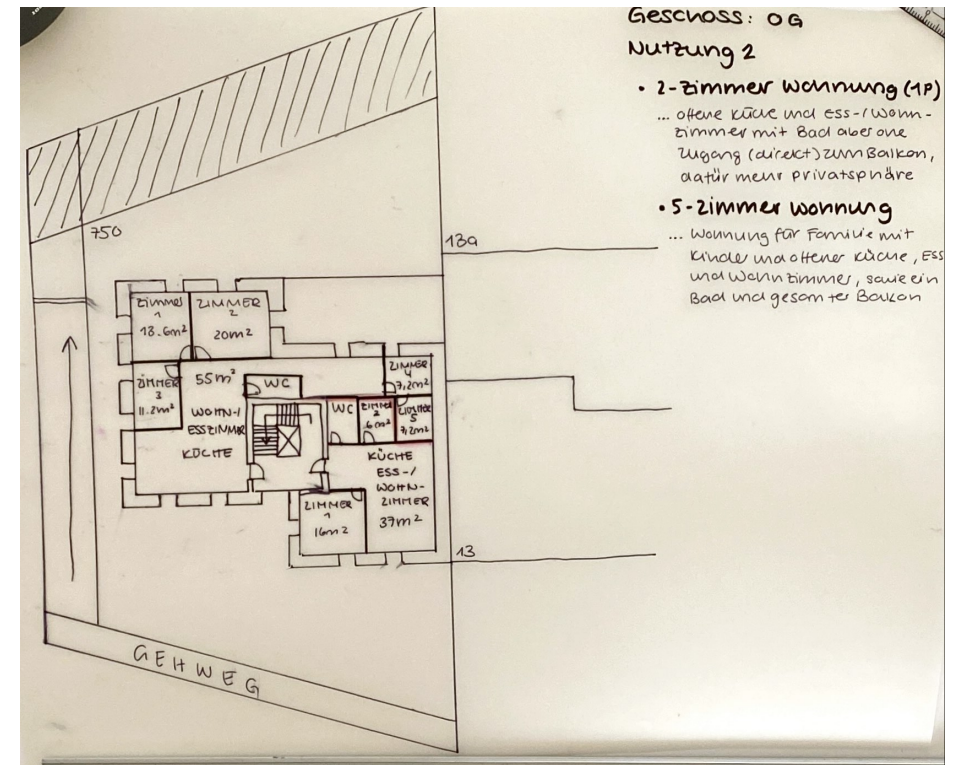 Geschoss: OG
Nutzung 2
• 2-Zimmer Wohnung (1P)
... offene Küche und Ess-/Wohn-
zimmer mit Bad aber one
Zugang (direkt) zum Balkon,
dafür mehr privatsphäre
• 5-Zimmer wohnung
... Wohnung für Familie mit
Kinder und offener Küche, Ess
und Wohnzimmer, sowie ein
Bad und gesamter Balkon
750
13a
Zimmer
1
13.6m²
ZIMMER
2
20m²
ZIMMER
3
11.2m²
55m²
WOHN-/
ESSZIMMER
KÜCHE
WC
ZIMMER
4
7,2m²
WC
ZIMMER
2
6m²
ZIMMER
5
7,2m²
KÜCHE
ESS-/
WOHN-
ZIMMER
37m²
ZIMMER
1
16m²
13
GEHWEG